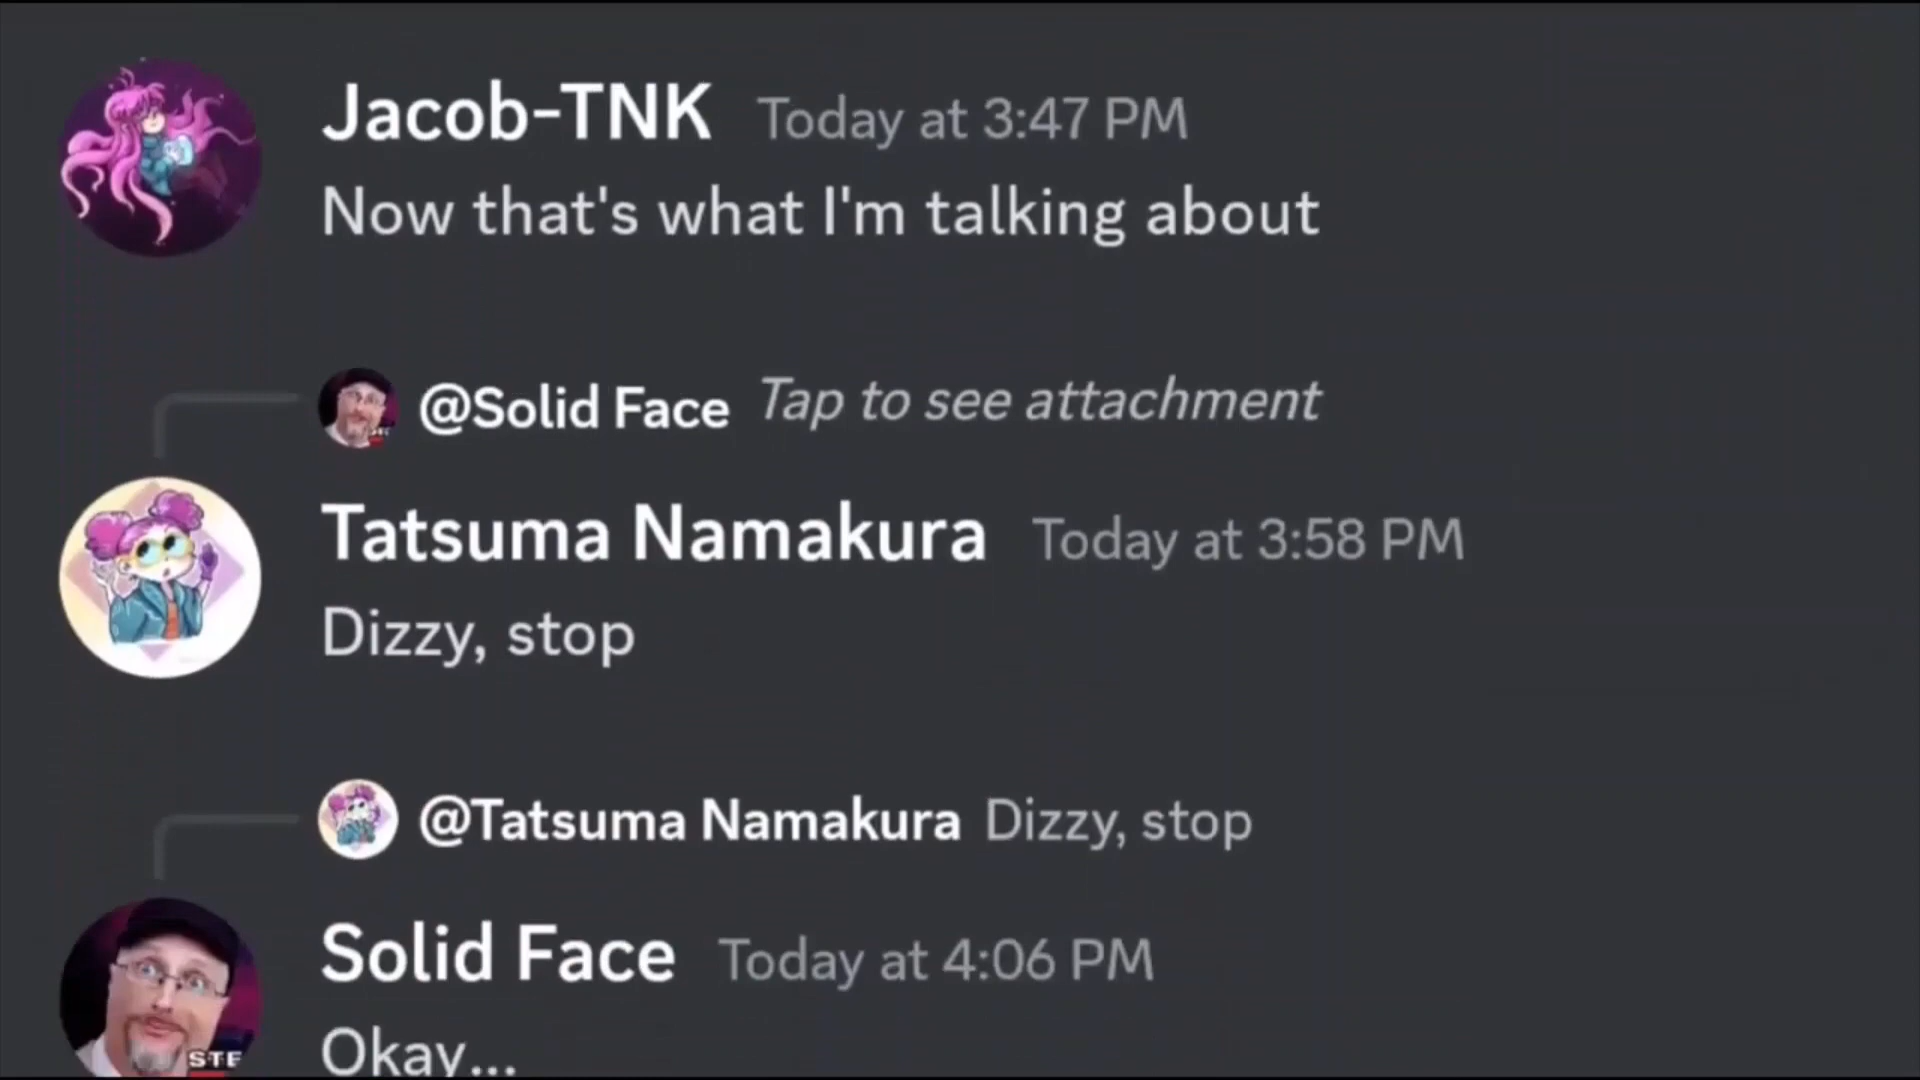 Jacob-TNK Today at 3:47 PM
Now that's what I'm talking about
@Solid Face Tap to see attachment
Tatsuma Namakura Today at 3:58 PM
Dizzy, stop
@Tatsuma Namakura Dizzy, stop
Solid Face Today at 4:06 PM
Okay...
STE